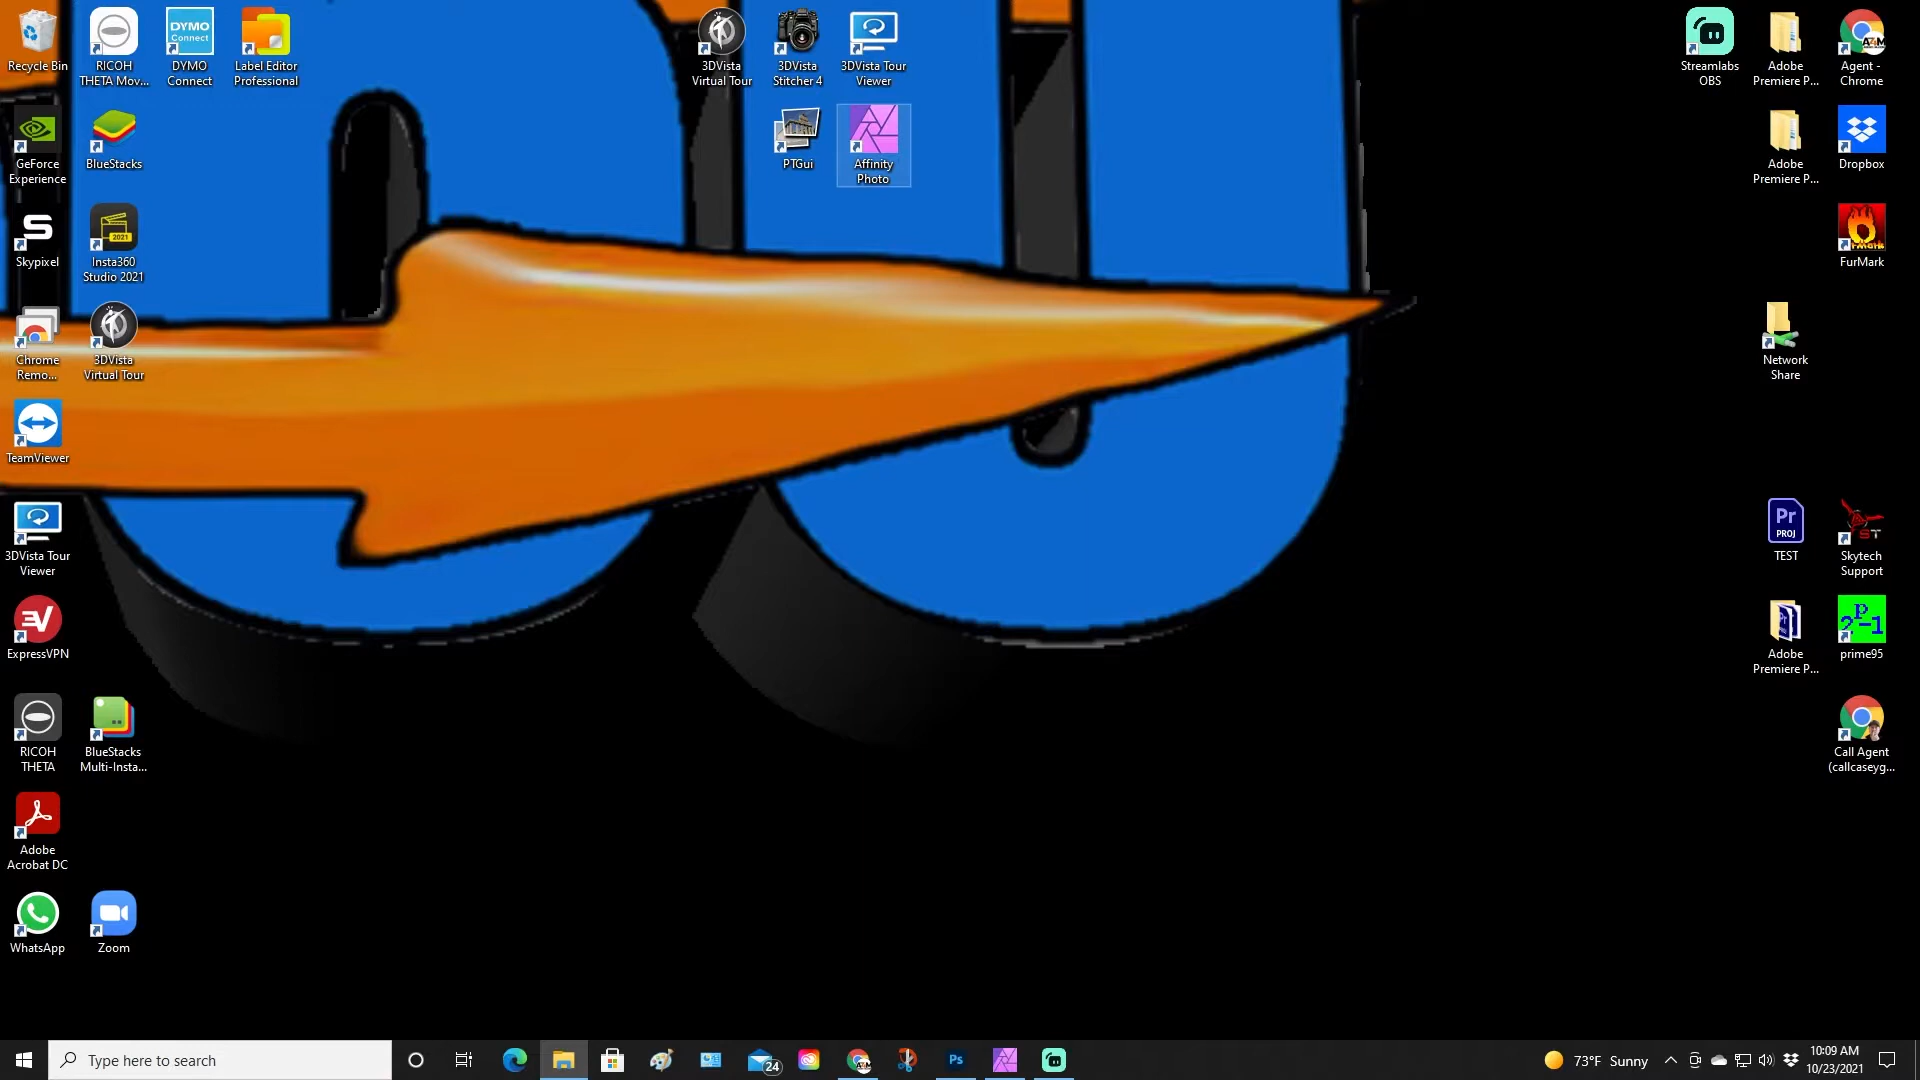 Recycle Bin
RICOH
THETA Mov...
DYMO
Connect
DYMO
Connect
Label Editor
Professional
3DVista
Virtual Tour
3DVista
Stitcher 4
3DVista Tour
Viewer
Streamlabs
OBS
Adobe
Premiere P...
Agent -
Chrome
GeForce
Experience
BlueStacks
PTGui
Affinity
Photo
Adobe
Premiere P...
Dropbox
Skypixel
2021
Insta360
Studio 2021
FurMark
Chrome
Remo...
3DVista
Virtual Tour
Network
Share
TeamViewer
3DVista Tour
Viewer
Pr
PROJ
TEST
ST
Skytech
Support
ExpressVPN
Adobe
Premiere P...
2P-1
prime95
RICOH
THETA
BlueStacks
Multi-Insta...
Call Agent
(callcaseyg...
Adobe
Acrobat DC
WhatsApp
Zoom
Type here to search
24
Ps
73°F Sunny
10:09 AM
10/23/2021